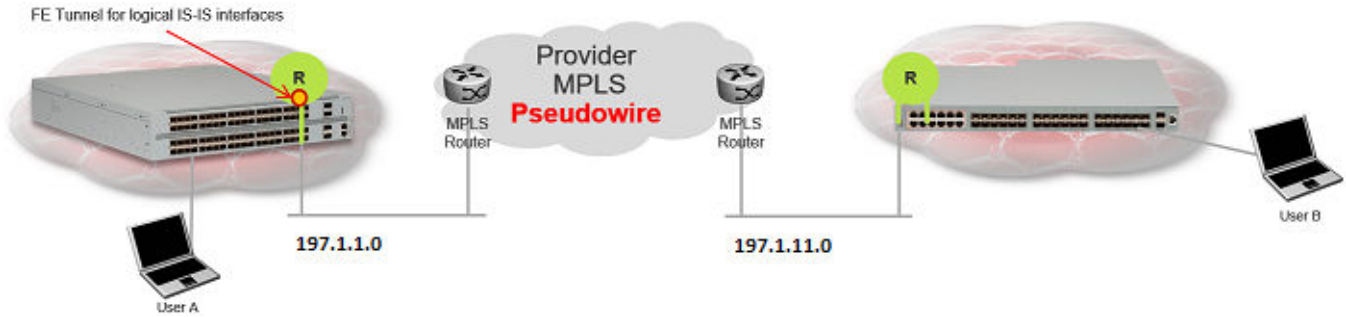 FE Tunnel for logical IS-IS interfaces
R
Provider
MPLS
Pseudowire
R
MPLS
Router
MPLS
Router
197.1.1.0
197.1.11.0
User A
User B